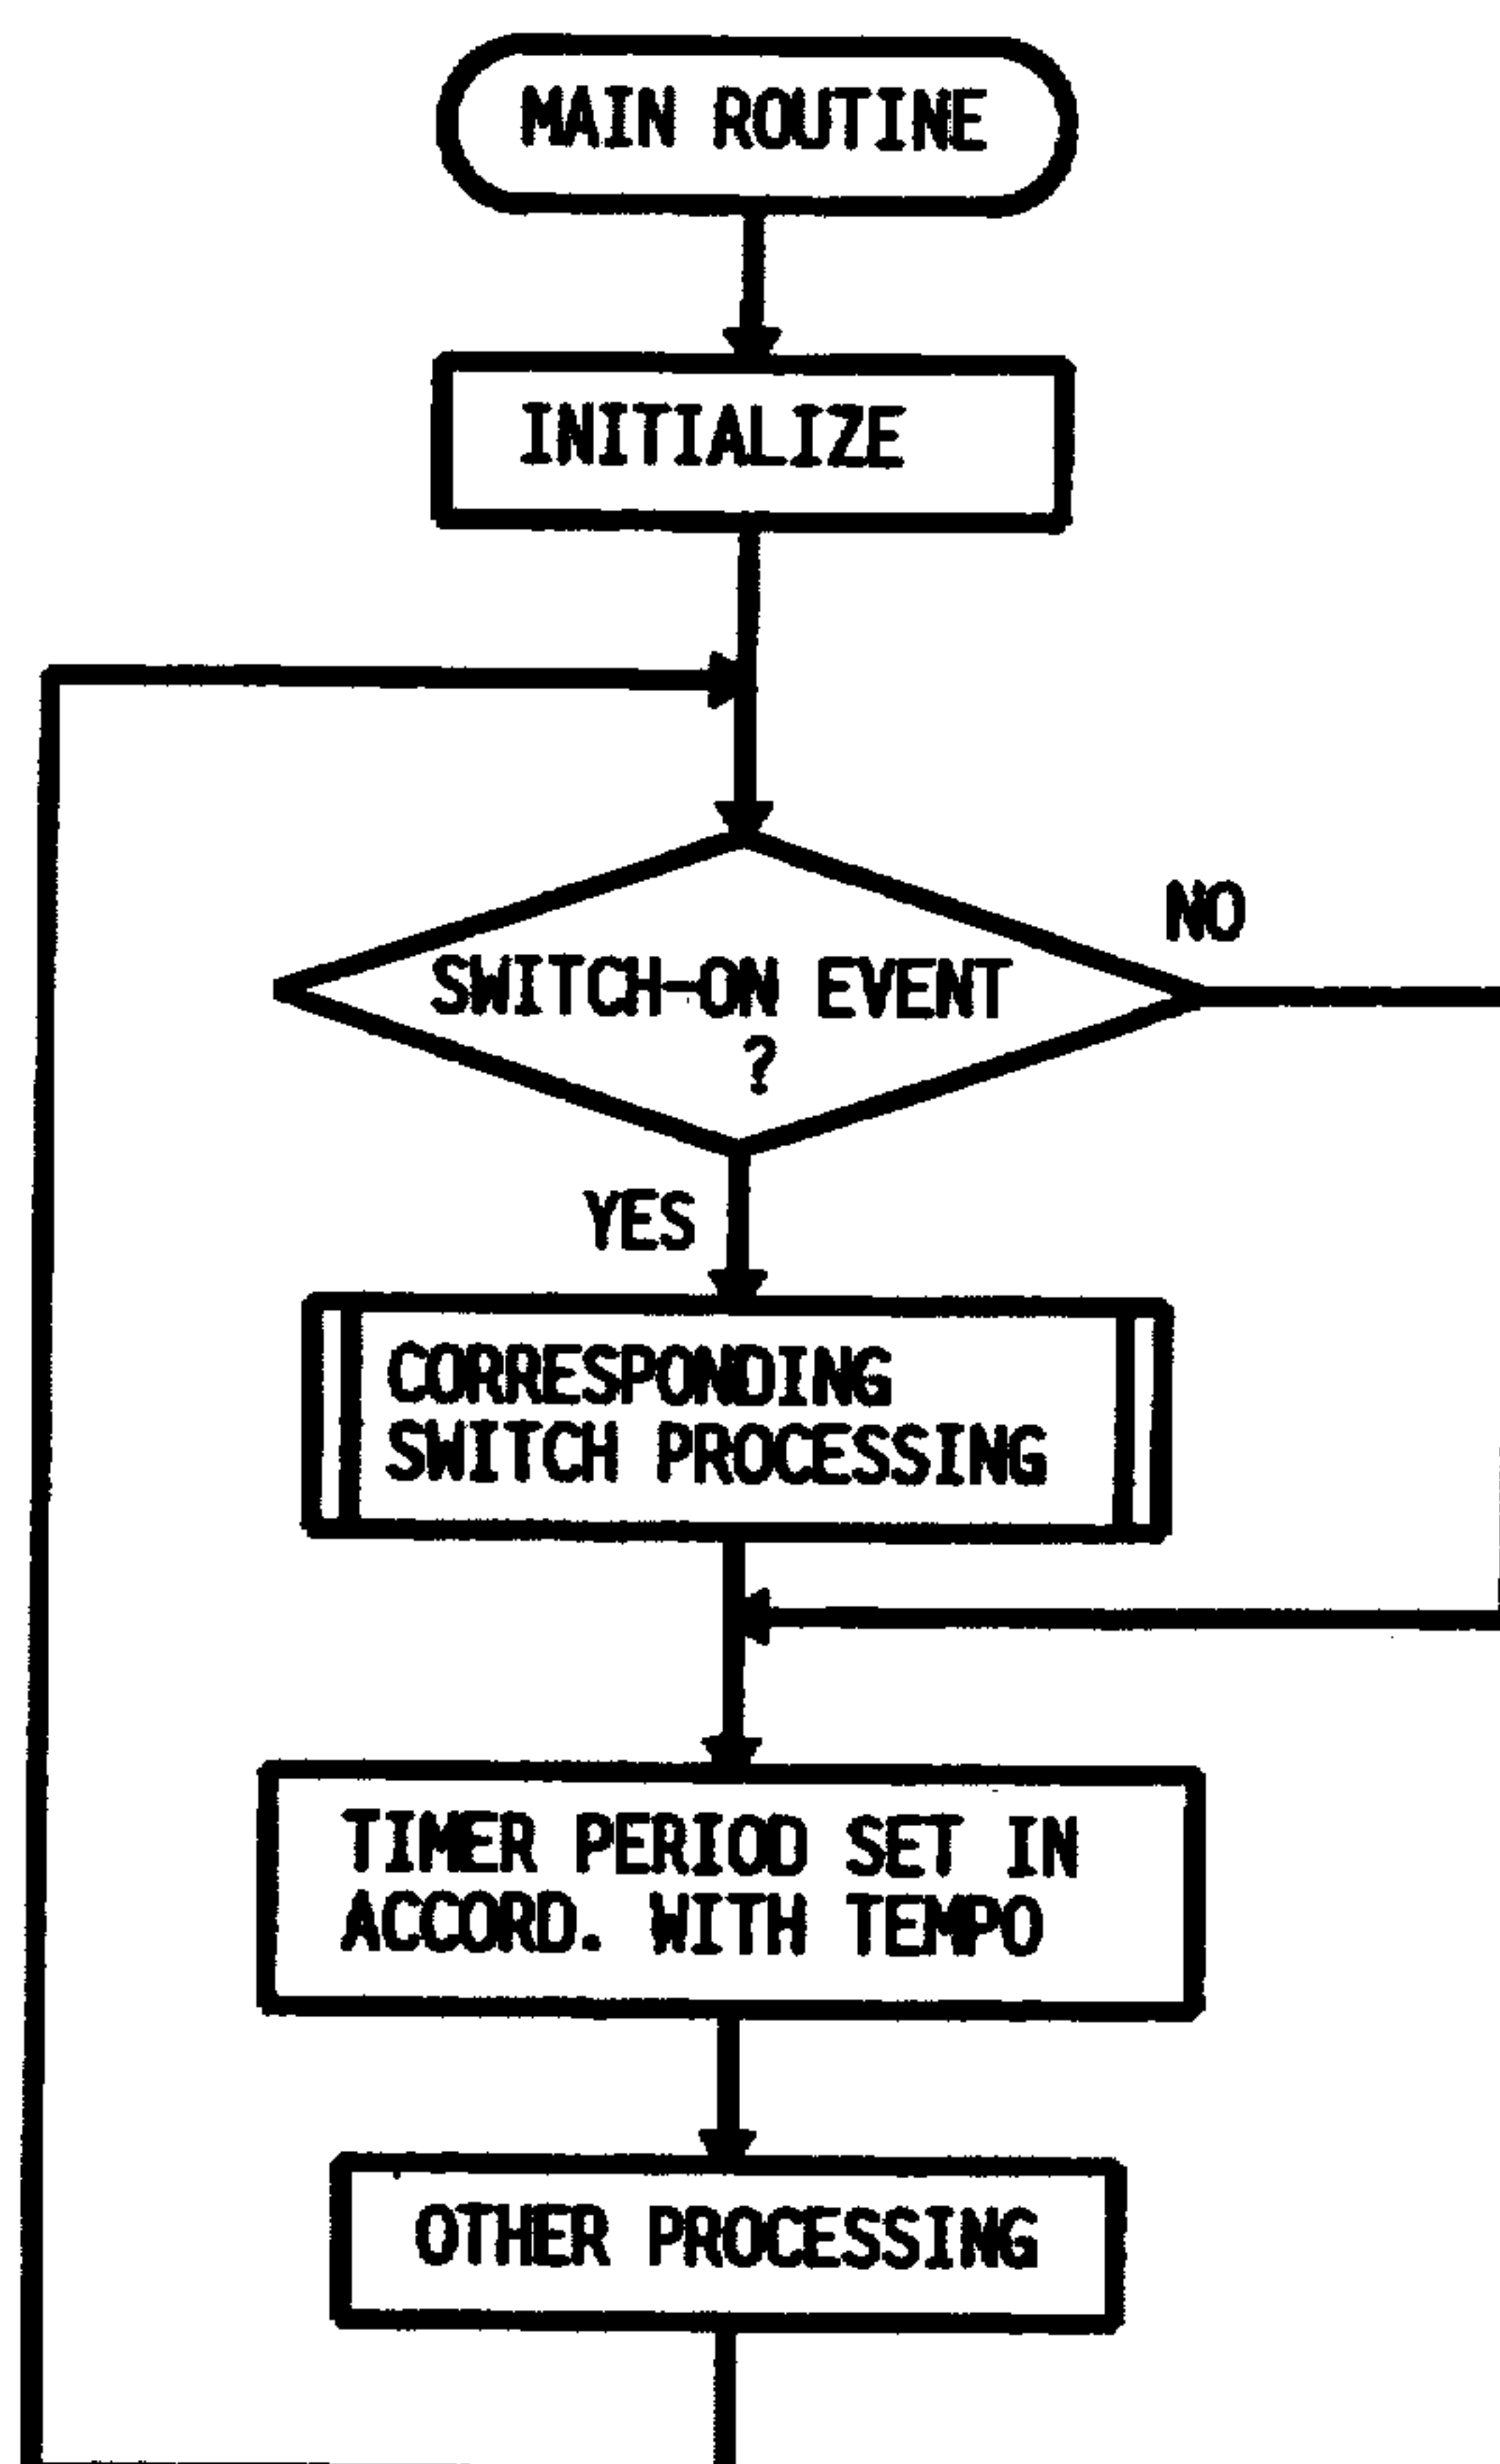 MAIN ROUTINE
INITIALIZE
NO
SWITCH-ON EVENT
?
YES
CORRESPONDING
SWITCH PROCESSING
TIMER PERIOD SET IN
ACCORD. WITH TEMPO
OTHER PROCESSING